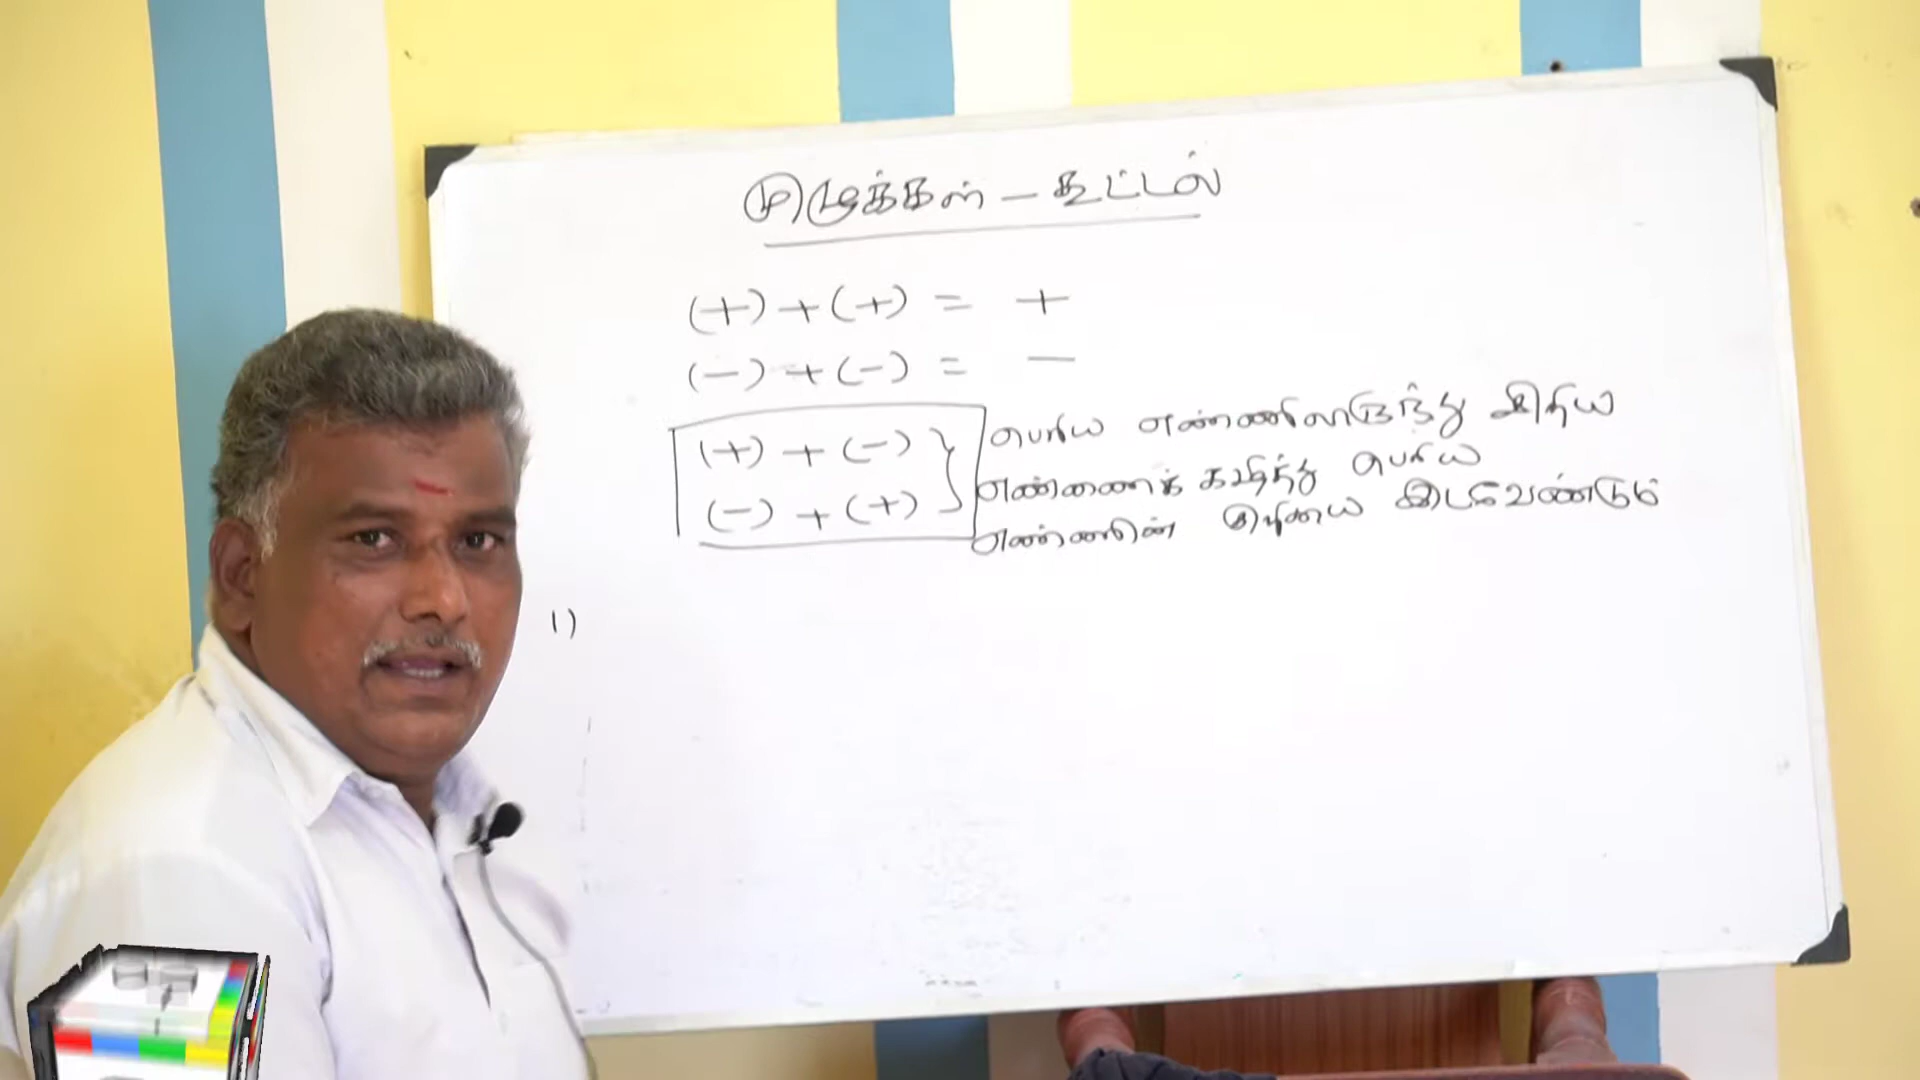 முழுக்கள் - கூட்டல்
(+) + (+) = +
(-) + (-) = -
(+) + (-)
(-) + (+)
பெரிய எண்ணிலிருந்து சிறிய
எண்ணைக் கழித்து பெரிய
எண்ணின் குறியை இடவேண்டும்
1)